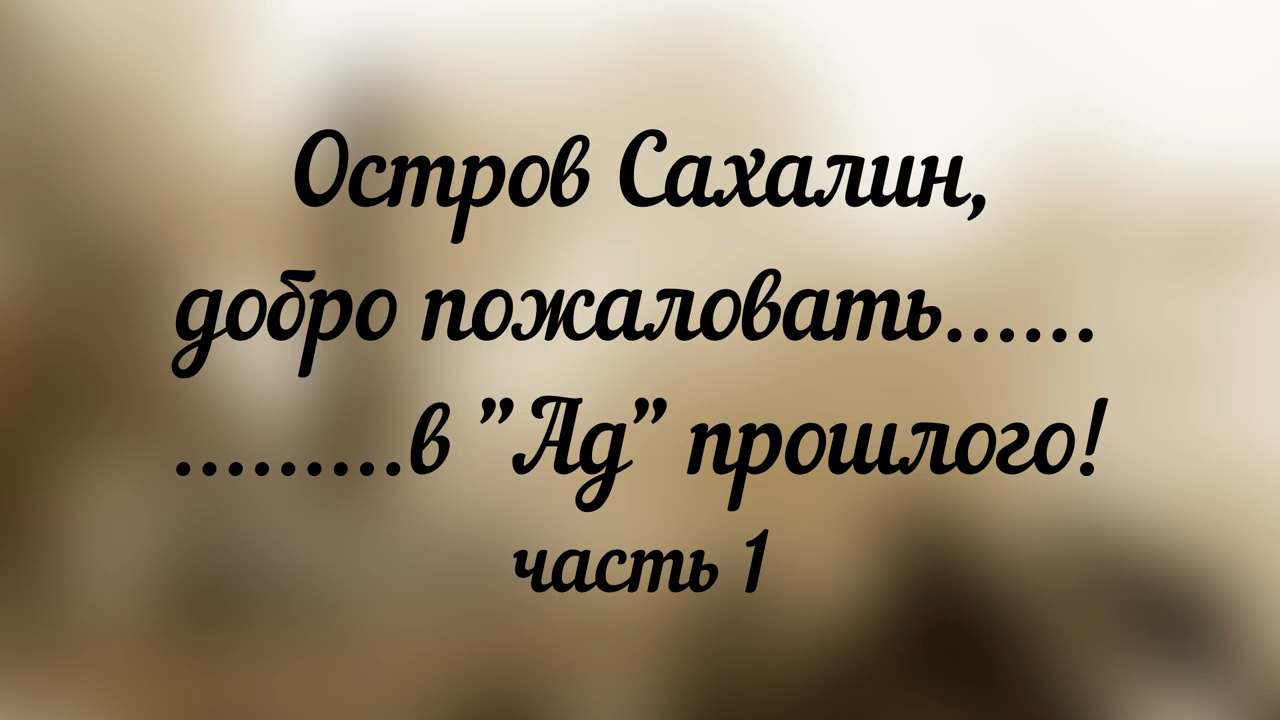 Остров Сахалин,
добро пожаловать......
.........в "Ад" прошлого!
часть 1